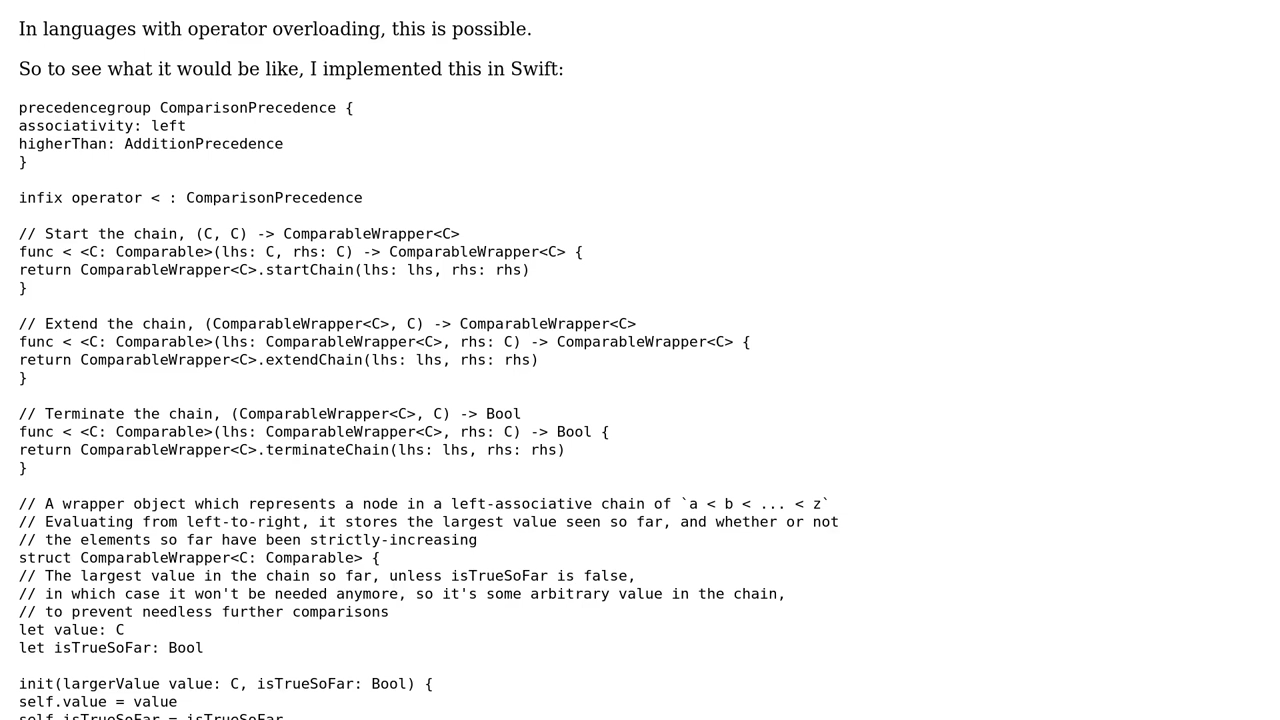 In languages with operator overloading, this is possible.
So to see what it would be like, I implemented this in Swift:
precedencegroup ComparisonPrecedence {
associativity: left
higherThan: AdditionPrecedence
}
infix operator < : ComparisonPrecedence
// Start the chain, (C, C) -> ComparableWrapper<C>
func < <C: Comparable>(lhs: C, rhs: C) -> ComparableWrapper<C> {
return ComparableWrapper<C>.startChain(lhs: lhs, rhs: rhs)
}
// Extend the chain, (ComparableWrapper<C>, C) -> ComparableWrapper<C>
func < <C: Comparable>(lhs: ComparableWrapper<C>, rhs: C) -> ComparableWrapper<C> {
return ComparableWrapper<C>.extendChain(lhs: lhs, rhs: rhs)
}
// Terminate the chain, (ComparableWrapper<C>, C) -> Bool
func < <C: Comparable>(lhs: ComparableWrapper<C>, rhs: C) -> Bool {
return ComparableWrapper<C>.terminateChain(lhs: lhs, rhs: rhs)
}
// A wrapper object which represents a node in a left-associative chain of `a < b < ... < z`
// Evaluating from left-to-right, it stores the largest value seen so far, and whether or not
// the elements so far have been strictly-increasing
struct ComparableWrapper<C: Comparable> {
// The largest value in the chain so far, unless isTrueSoFar is false,
// in which case it won't be needed anymore, so it's some arbitrary value in the chain,
// to prevent needless further comparisons
let value: C
let isTrueSoFar: Bool
init(largerValue value: C, isTrueSoFar: Bool) {
self.value = value
self.isTrueSoFar = isTrueSoFar